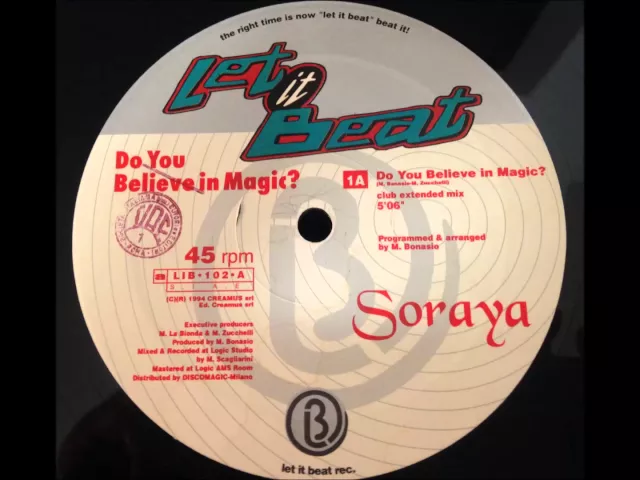 the right time is now "let it beat" beat it!
Let it Beat
Do You
Believe in Magic?
1A Do You Believe in Magic?
(M. Bonasio-M. Zucchelli)
club extended mix
5'06"
Programmed & arranged
by M. Bonasio
45 rpm
LIB•102•A
S.I.A.E.
(C)(R) 1994 CREAMUS srl
Ed. Creamus srl
Soraya
Executive producers
M. La Bionda & M. Zucchelli
Produced by M. Bonasio
Mixed & Recorded at Logic Studio
by M. Scagliarini
Mastered at Logic AMS Room
Distributed by DISCOMAGIC-Milano
let it beat rec.